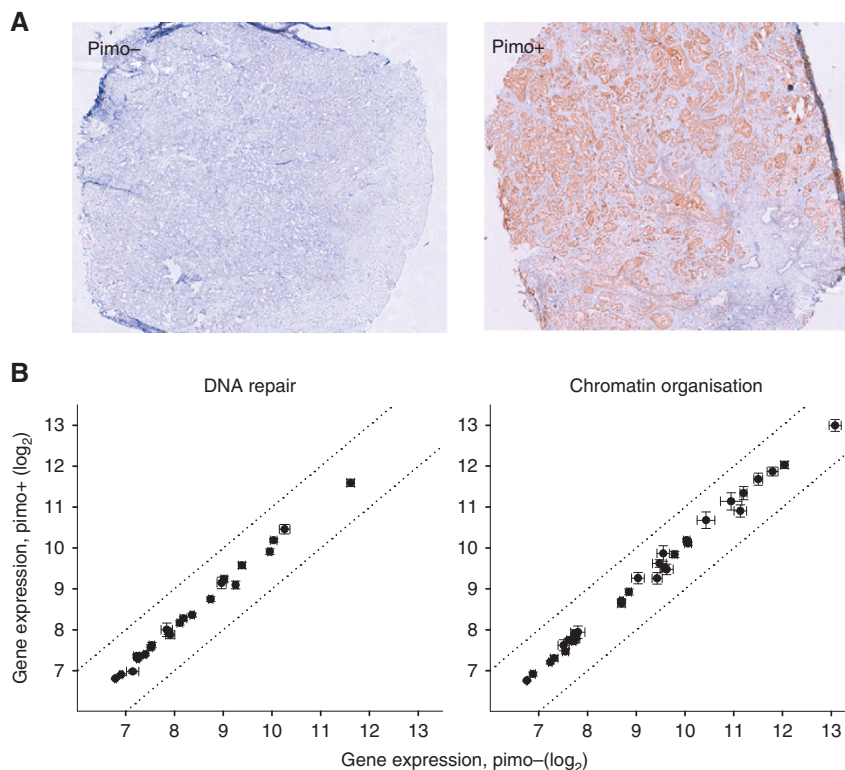 A
Pimo–
Pimo+
B
DNA repair
Chromatin organisation
Gene expression, pimo+ (log2)
13
12
11
10
9
8
7
13
12
11
10
9
8
7
7 8 9 10 11 12 13
7 8 9 10 11 12 13
Gene expression, pimo–(log2)